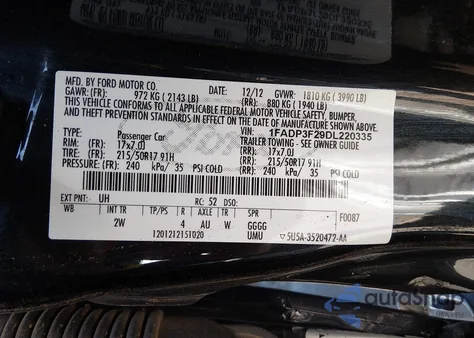 MFD. BY FORD MOTOR CO. DATE: 12/12 GVWR: 1810 KG ( 3990 LB)
GAWR: (FR): 972 KG ( 2143 LB) (RR): 880 KG ( 1940 LB)
THIS VEHICLE CONFORMS TO ALL APPLICABLE FEDERAL MOTOR VEHICLE
SAFETY, BUMPER, AND THEFT PREVENTION STANDARDS IN EFFECT ON THE
DATE OF MANUFACTURE SHOWN ABOVE.
VIN: 1FADP3F29DL220335
TYPE: Passenger Car TRAILER TOWING - SEE OWNER GUIDE
RIM: (FR): 17x7.0J (RR): 17x7.0J
TIRE: (FR): 215/50R17 91H (RR): 215/50R17 91H
PRESSURE: (FR): 240 kPa/ 35 PSI COLD (RR): 240 kPa/ 35 PSI COLD
EXT PNT: UH RC: 52 DSO: F0087
WB INT TR TP/PS R AXLE TR SPR
2W 4 AU W GGGG
1201212151020 UMU 5U5A-3520472-AA
autoSnap